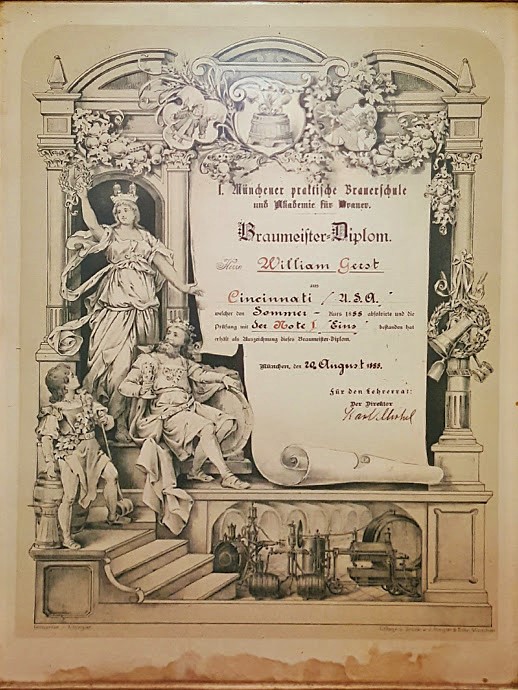 I. Münchener praktische Brauerschule
und Akademie für Brauer.
Braumeister-Diplom.
Herr William Gerst
aus
Cincinnati / U.S.A.
welcher den Sommer - Kurs 1888 absolvirte und die
Prüfung mit der Note I "Eins" bestanden hat
erhält als Auszeichnung dieses Braumeister-Diplom.
München, den 29. August 1888.
Für den Lehrerrat:
Der Direktor
Karl Michel